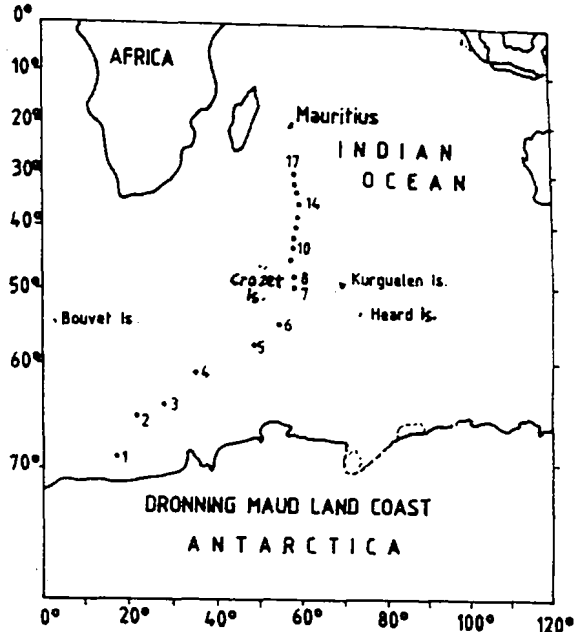 0°
AFRICA
10°
20°
Mauritius
INDIAN
30°
17
OCEAN
14
40°
10
Crozet
Is.
8
Kurguelen Is.
50°
7
Bouvet Is.
6
Heard Is.
5
60°
4
3
2
1
70°
DRONNING MAUD LAND COAST
ANTARCTICA
0° 20° 40° 60° 80° 100° 120°